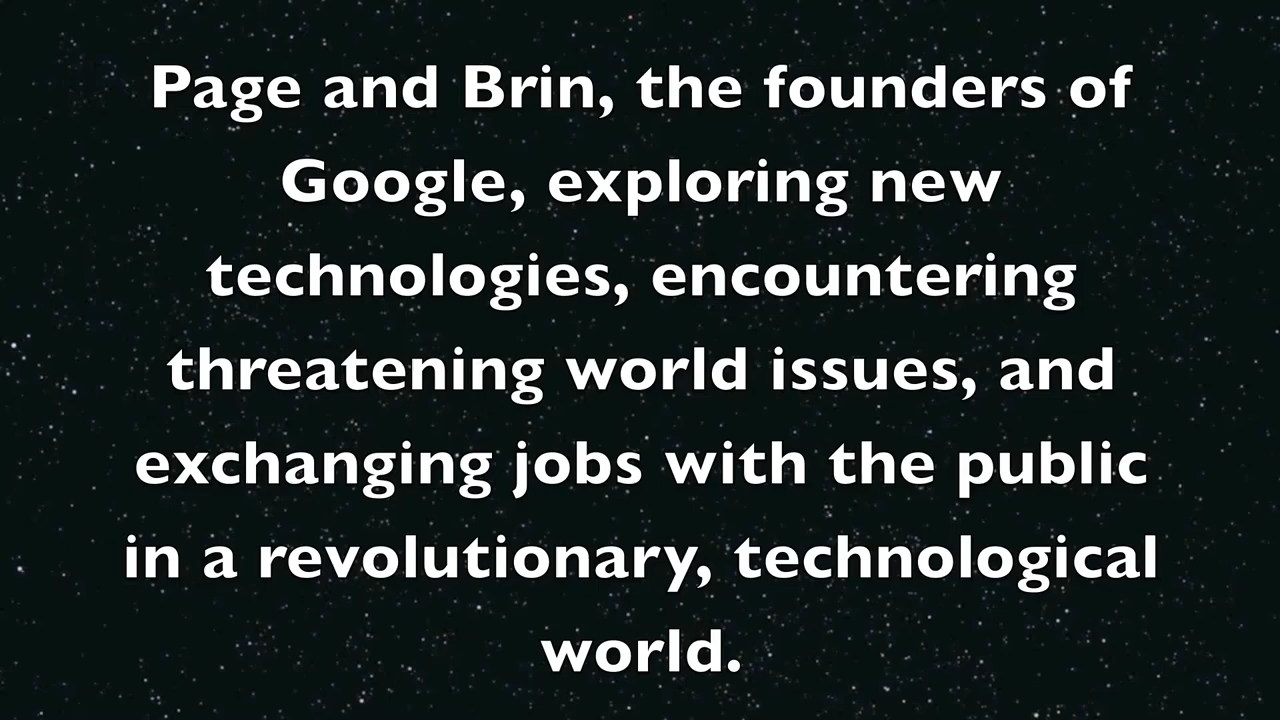 Page and Brin, the founders of
Google, exploring new
technologies, encountering
threatening world issues, and
exchanging jobs with the public
in a revolutionary, technological
world.